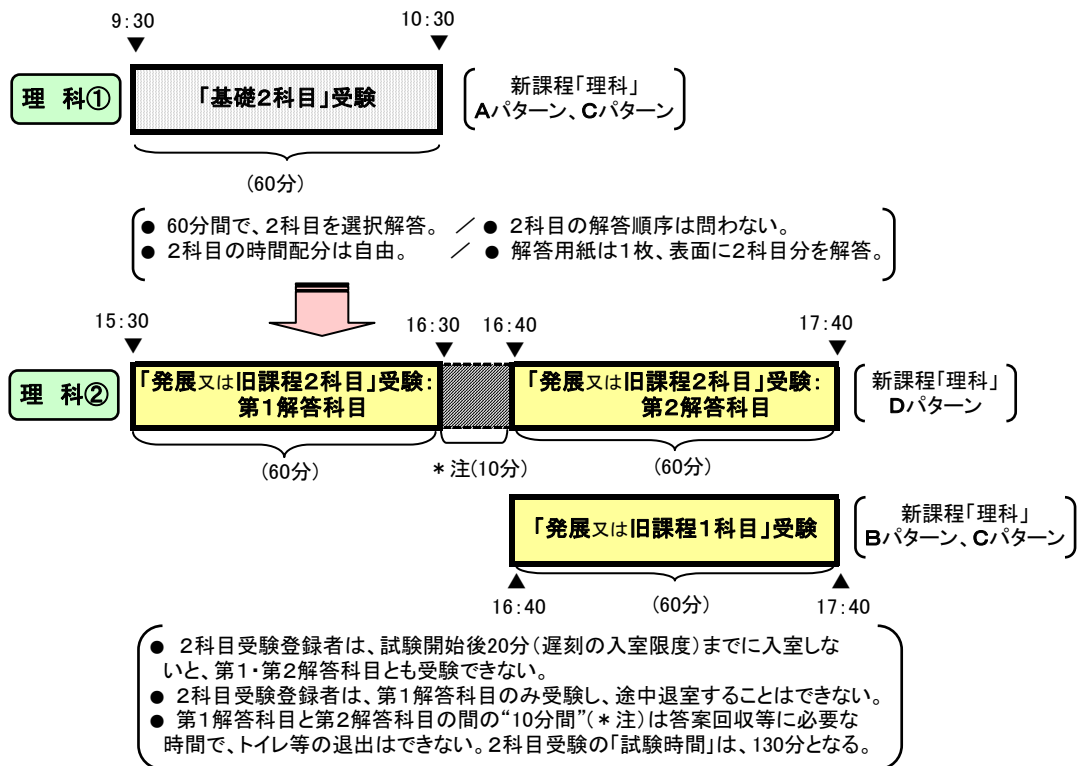 9:30
10:30
理 科①
「基礎2科目」受験
新課程「理科」
Aパターン、Cパターン
(60分)
● 60分間で、2科目を選択解答。 / ● 2科目の解答順序は問わない。
● 2科目の時間配分は自由。 / ● 解答用紙は1枚、表面に2科目分を解答。
15:30
16:30
16:40
17:40
理 科②
「発展又は旧課程2科目」受験:
第1解答科目
「発展又は旧課程2科目」受験:
第2解答科目
新課程「理科」
Dパターン
(60分)
*注(10分)
(60分)
「発展又は旧課程1科目」受験
新課程「理科」
Bパターン、Cパターン
16:40
(60分)
17:40
● 2科目受験登録者は、試験開始後20分(遅刻の入室限度)までに入室しな
いと、第1・第2解答科目とも受験できない。
● 2科目受験登録者は、第1解答科目のみ受験し、途中退室することはできない。
● 第1解答科目と第2解答科目の間の“10分間”(*注)は答案回収等に必要な
時間で、トイレ等の退出はできない。2科目受験の「試験時間」は、130分となる。